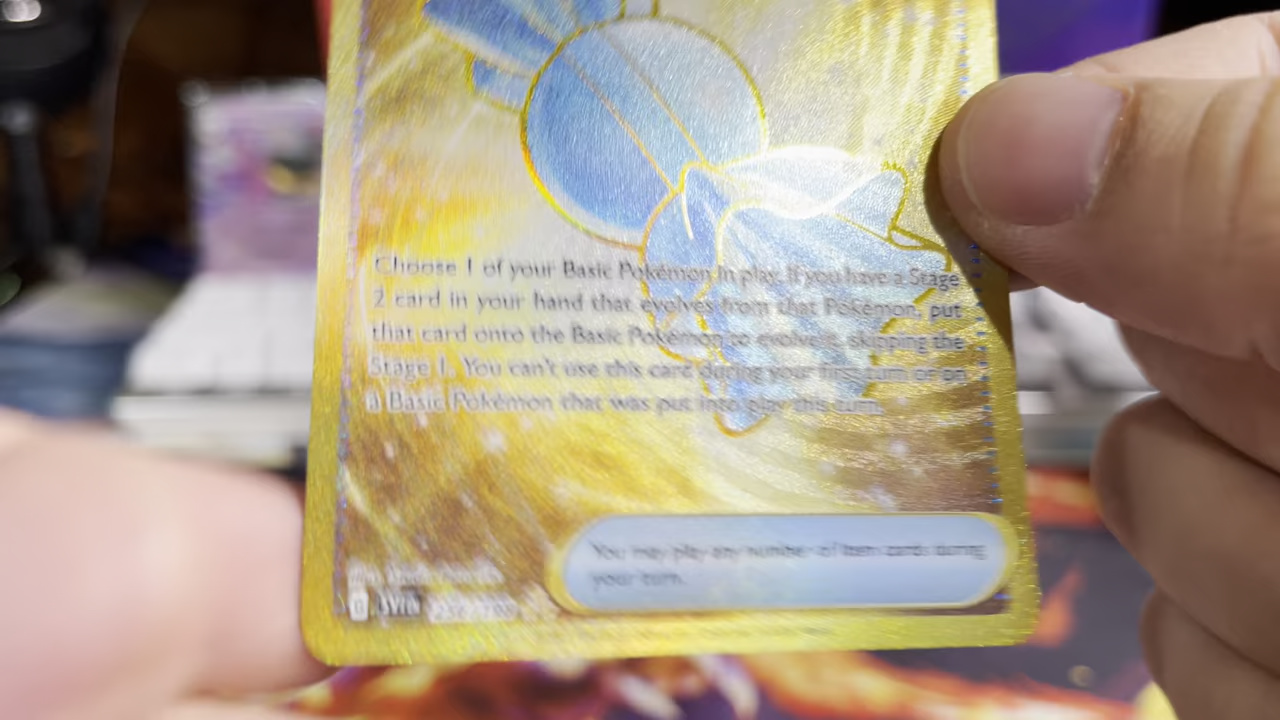 Choose 1 of your Basic Pokémon in play. If you have a Stage
2 card in your hand that evolves from that Pokémon, put
that card onto the Basic Pokémon to evolve it, skipping the
Stage 1. You can't use this card during your first turn or on
a Basic Pokémon that was put into play this turn.
You may play any number of Item cards during
your turn.
G